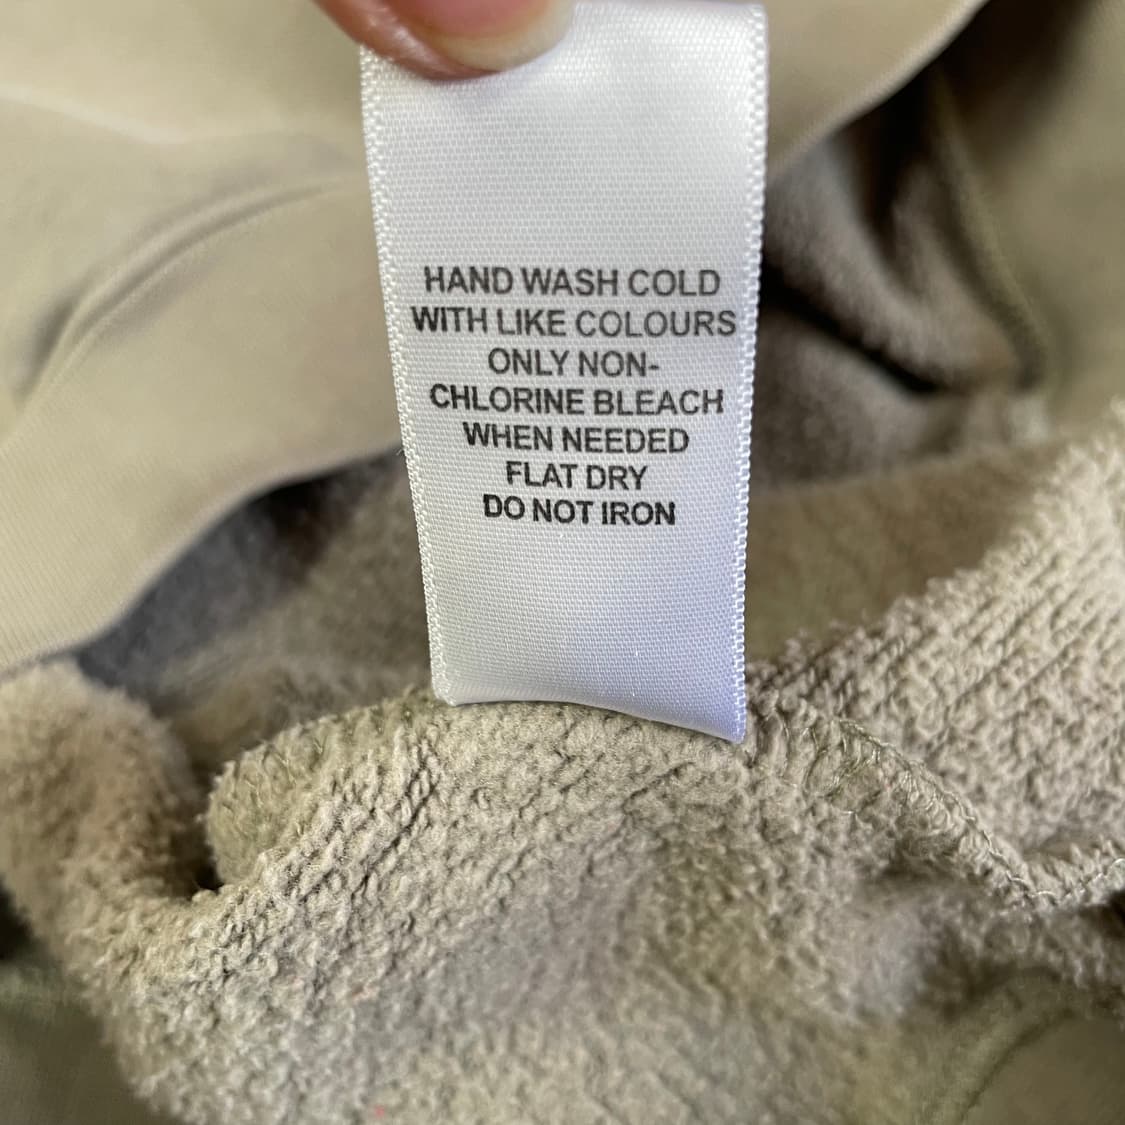 HAND WASH COLD
WITH LIKE COLOURS
ONLY NON-
CHLORINE BLEACH
WHEN NEEDED
FLAT DRY
DO NOT IRON